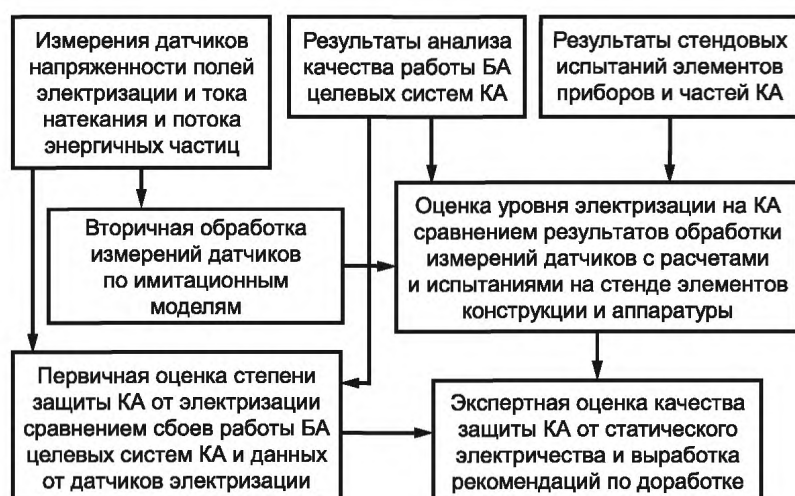 Измерения датчиков
напряженности полей
электризации и тока
натекания и потока
энергичных частиц
Результаты анализа
качества работы БА
целевых систем КА
Результаты стендовых
испытаний элементов
приборов и частей КА
Вторичная обработка
измерений датчиков
по имитационным
моделям
Оценка уровня электризации на КА
сравнением результатов обработки
измерений датчиков с расчетами
и испытаниями на стенде элементов
конструкции и аппаратуры
Первичная оценка степени
защиты КА от электризации
сравнением сбоев работы БА
целевых систем КА и данных
от датчиков электризации
Экспертная оценка качества
защиты КА от статического
электричества и выработка
рекомендаций по доработке